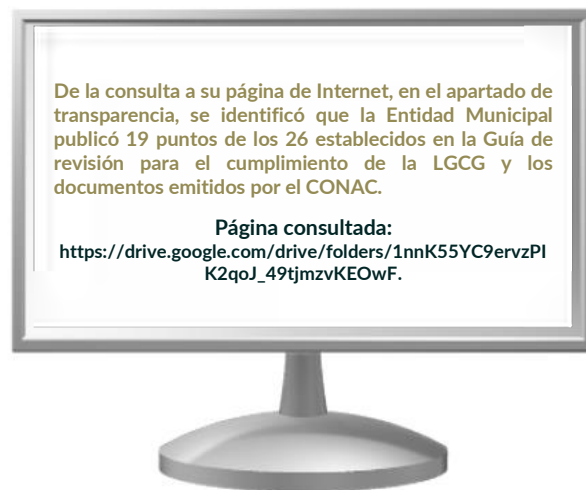 De la consulta a su página de Internet, en el apartado de
transparencia, se identificó que la Entidad Municipal
publicó 19 puntos de los 26 establecidos en la Guía de
revisión para el cumplimiento de la LGCG y los
documentos emitidos por el CONAC.
Página consultada:
https://drive.google.com/drive/folders/1nnK55YC9ervzPI
K2qoJ_49tjmzvKEOwF.